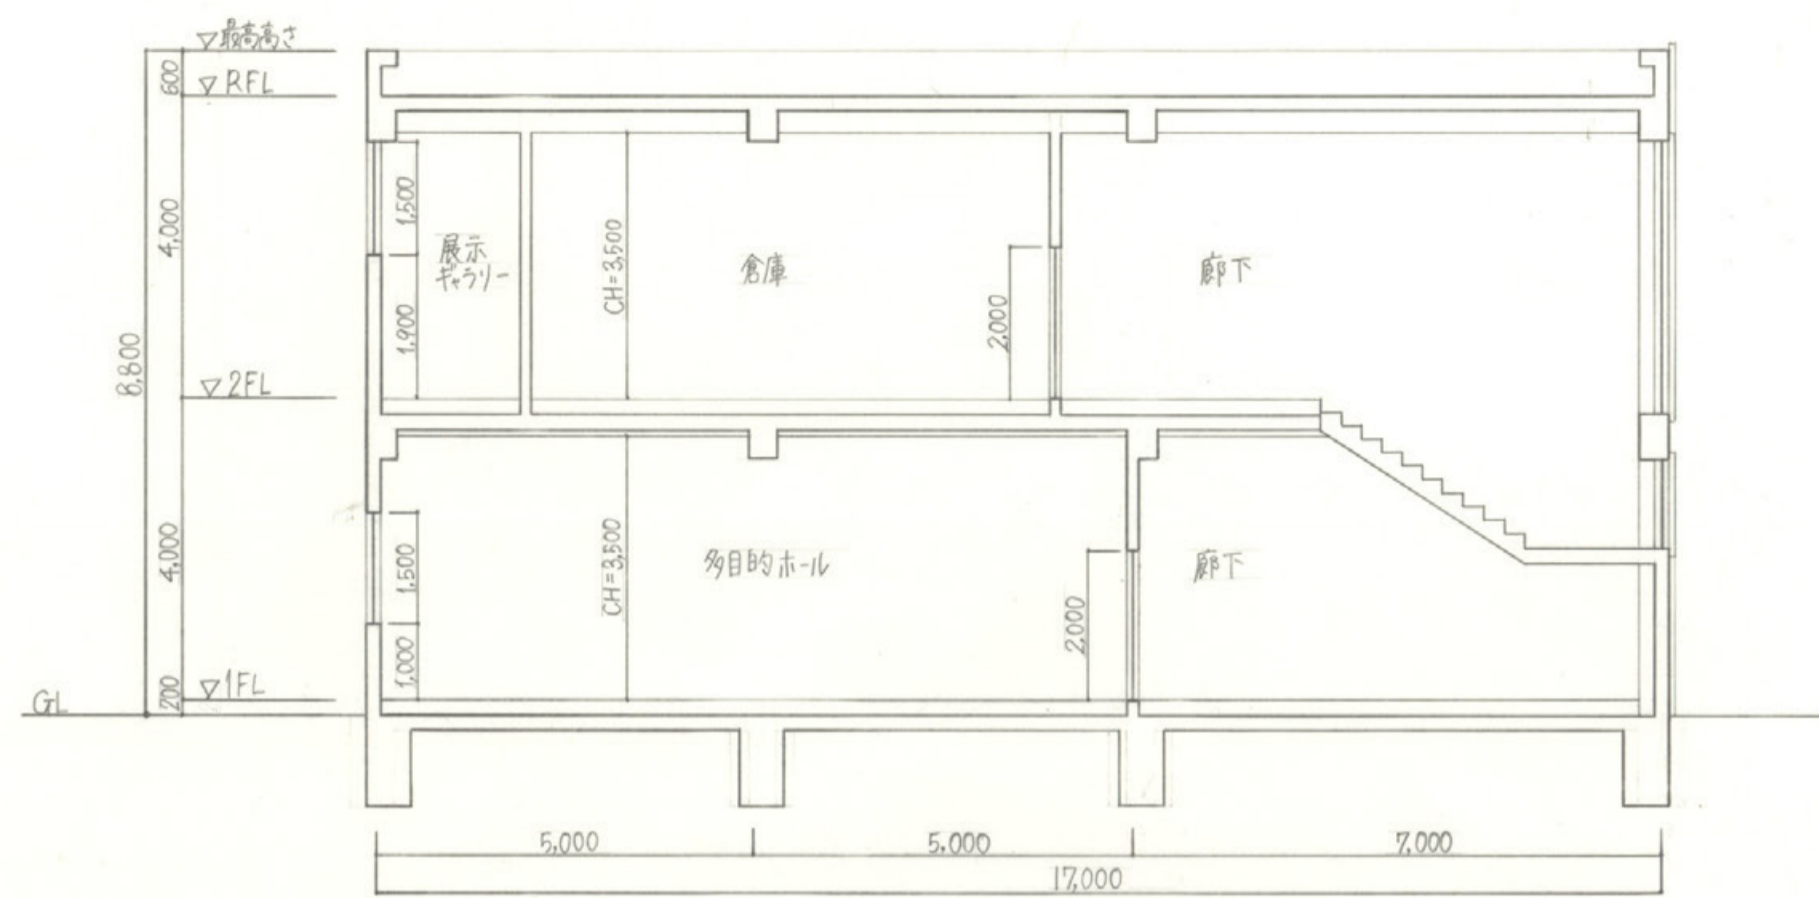 ▽最高高さ
600
▽RFL
4,000
8,800
▽2FL
4,000
200
▽1FL
GL
1,500
1,900
展示
ギャラリー
CH=3,500
倉庫
2,000
廊下
1,500
1,000
CH=3,500
多目的ホール
2,000
廊下
5,000
5,000
7,000
17,000